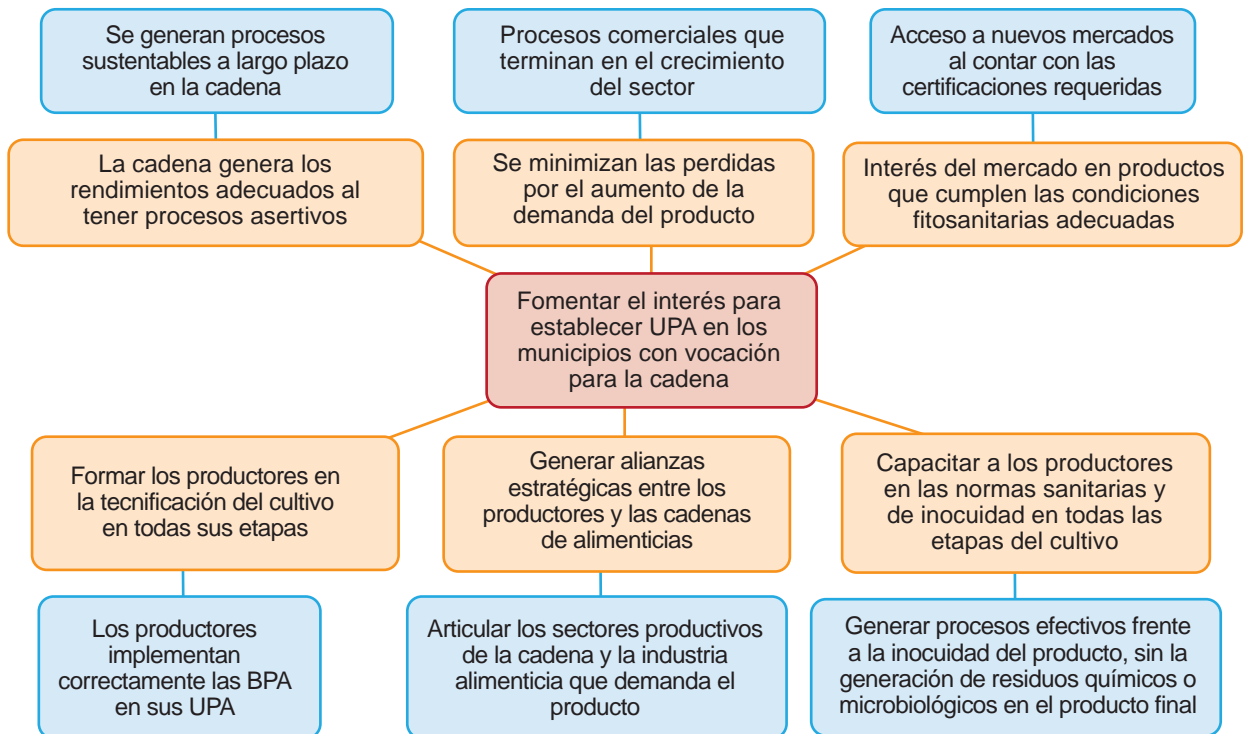 Se generan procesos
sustentables a largo plazo
en la cadena
Procesos comerciales que
terminan en el crecimiento
del sector
Acceso a nuevos mercados
al contar con las
certificaciones requeridas
La cadena genera los
rendimientos adecuados al
tener procesos asertivos
Se minimizan las perdidas
por el aumento de la
demanda del producto
Interés del mercado en productos
que cumplen las condiciones
fitosanitarias adecuadas
Fomentar el interés para
establecer UPA en los
municipios con vocación
para la cadena
Formar los productores en
la tecnificación del cultivo
en todas sus etapas
Generar alianzas
estratégicas entre los
productores y las cadenas
de alimenticias
Capacitar a los productores
en las normas sanitarias y
de inocuidad en todas las
etapas del cultivo
Los productores
implementan
correctamente las BPA
en sus UPA
Articular los sectores productivos
de la cadena y la industria
alimenticia que demanda el
producto
Generar procesos efectivos frente
a la inocuidad del producto, sin la
generación de residuos químicos o
microbiológicos en el producto final